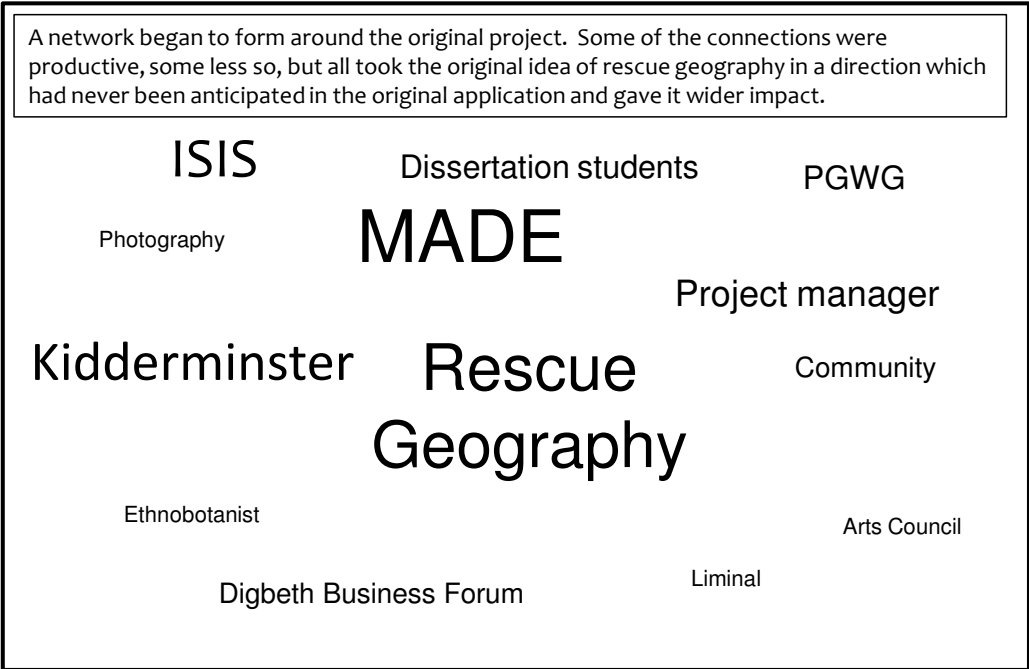 A network began to form around the original project.  Some of the connections were
productive, some less so, but all took the original idea of rescue geography in a direction which
had never been anticipated in the original application and gave it wider impact.
ISIS
Dissertation students
PGWG
Photography
MADE
Project manager
Kidderminster
Rescue
Geography
Community
Ethnobotanist
Arts Council
Digbeth Business Forum
Liminal